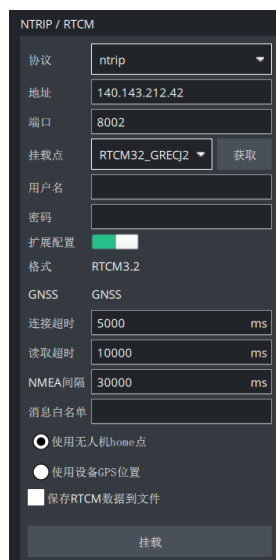 NTRIP / RTCM
协议 ntrip
地址 140.143.212.42
端口 8002
挂载点 RTCM32_GRECJ2 获取
用户名
密码
扩展配置
格式 RTCM3.2
GNSS GNSS
连接超时 5000 ms
读取超时 10000 ms
NMEA间隔 30000 ms
消息白名单
使用无人机home点
使用设备GPS位置
保存RTCM数据到文件
挂载